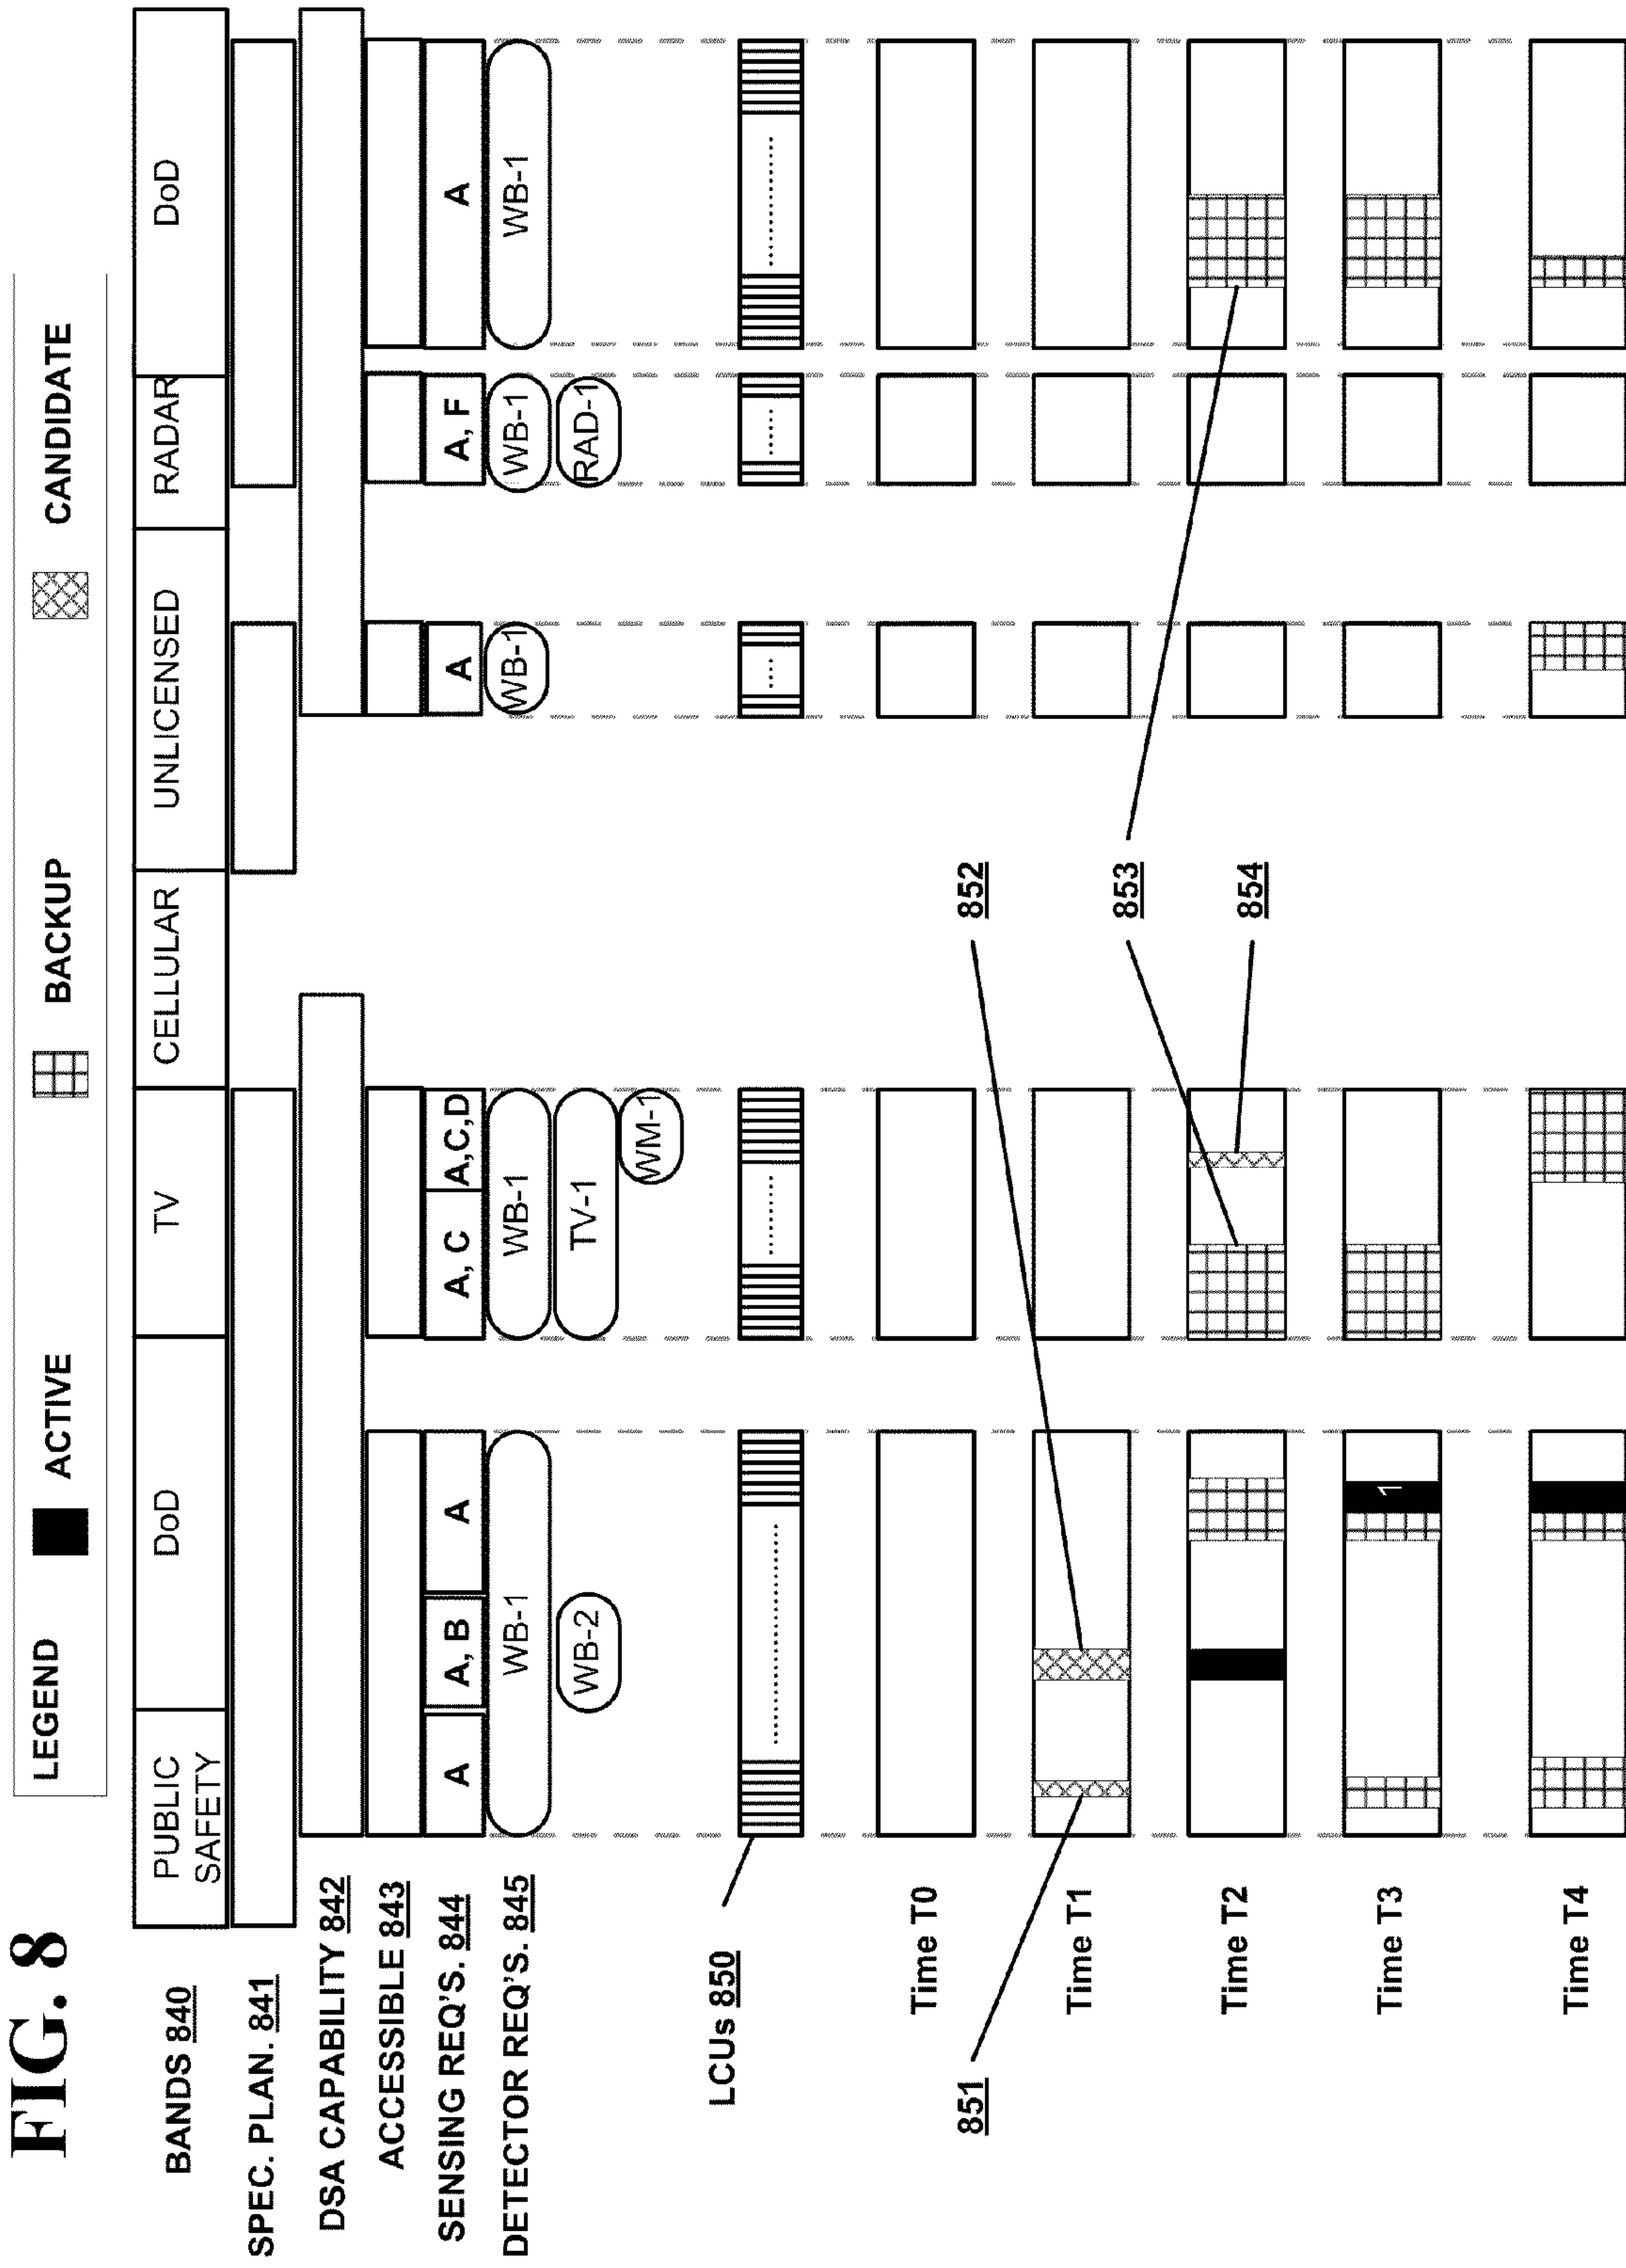 FIG. 8
LEGEND ACTIVE BACKUP CANDIDATE
BANDS 840
PUBLIC SAFETY
DoD
TV
CELLULAR
UNLICENSED
RADAR
DoD
SPEC. PLAN. 841
DSA CAPABILITY 842
ACCESSIBLE 843
SENSING REQ'S. 844
A
A, B
A
A, C
A,C,D
A
A, F
A
DETECTOR REQ'S. 845
WB-1
WB-1
WB-1
WB-1
WB-1
WB-2
TV-1
RAD-1
WM-1
LCUs 850
Time T0
851
852
Time T1
853
Time T2
854
Time T3
1
Time T4